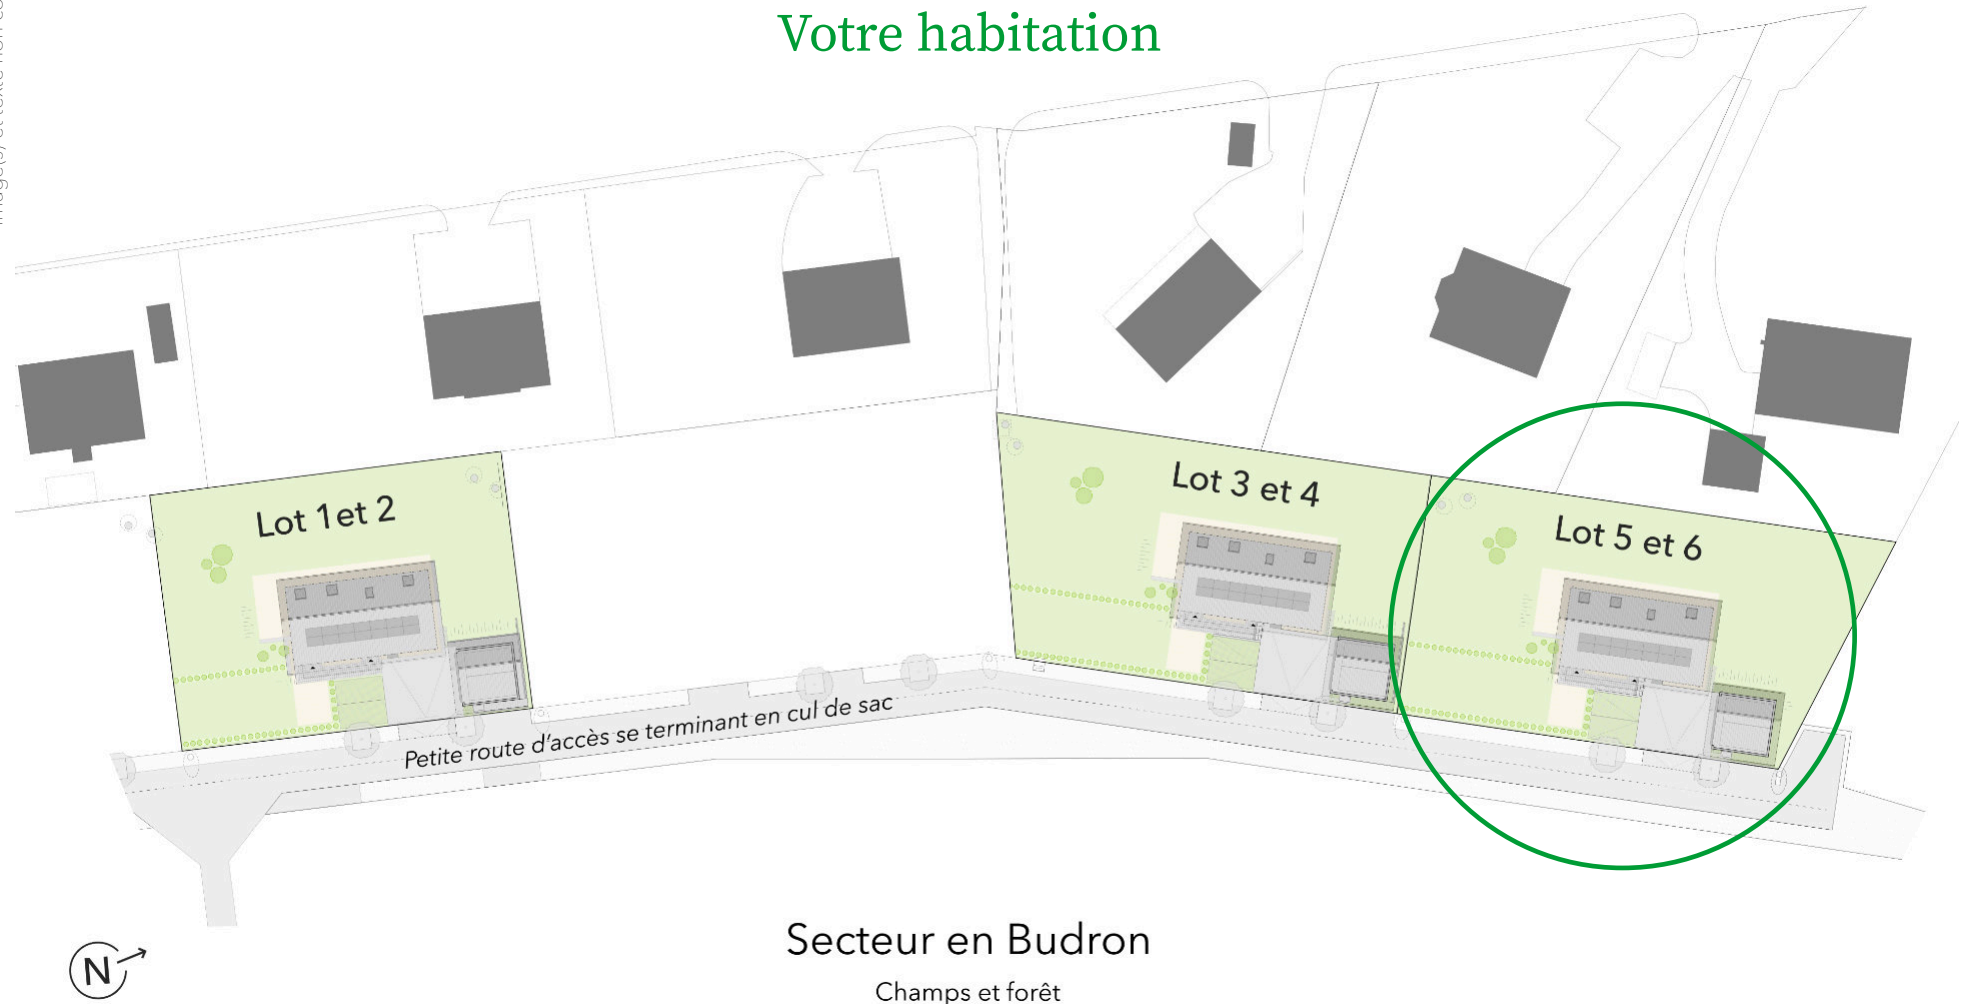 Votre habitation
Lot 3 et 4
Lot 1 et 2
Lot 5 et 6
Petite route d'accès se terminant en cul de sac
N
Secteur en Budron
Champs et forêt